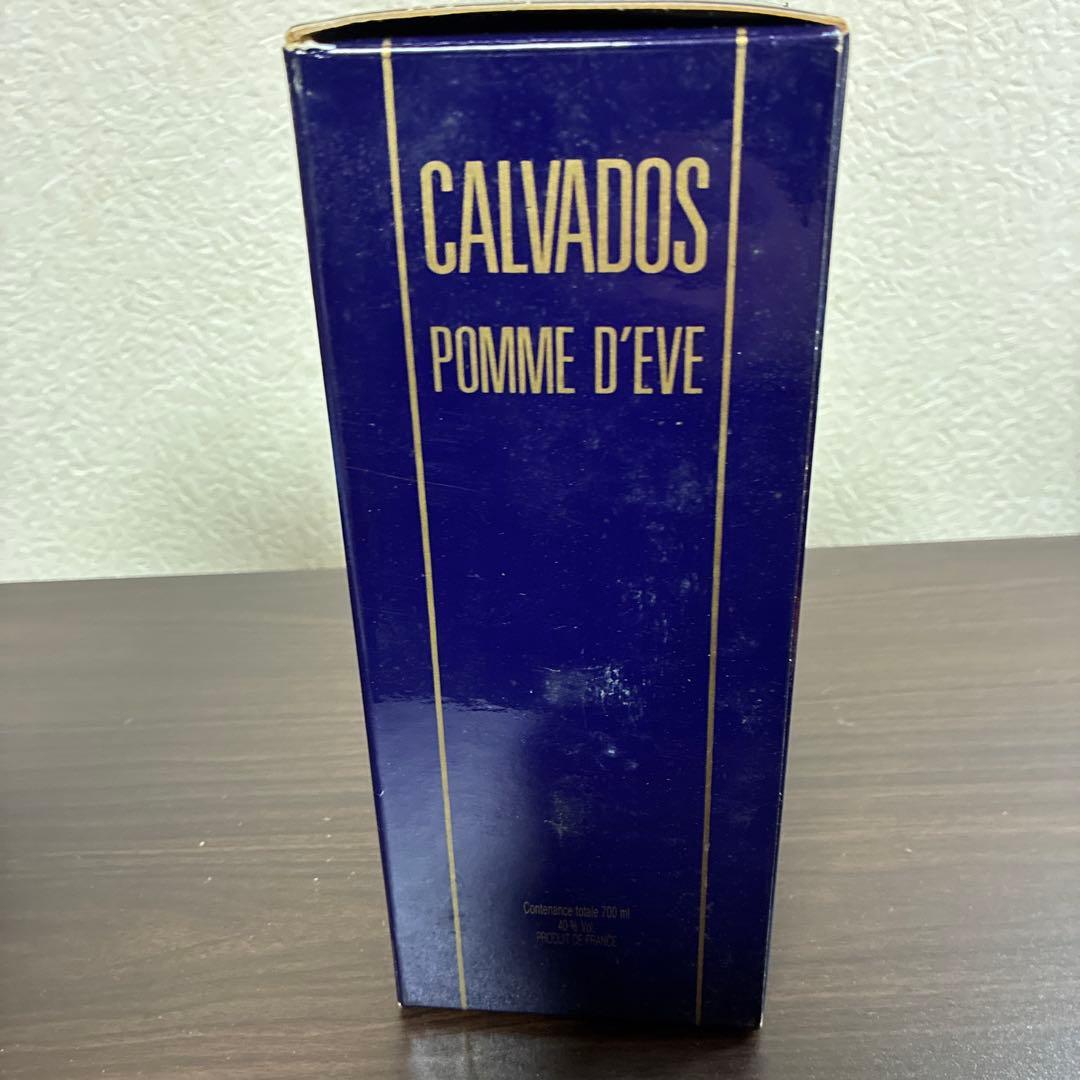 CALVADOS
POMME D'EVE
Contenance totale 700 ml
40 % Vol.
PRODUIT DE FRANCE